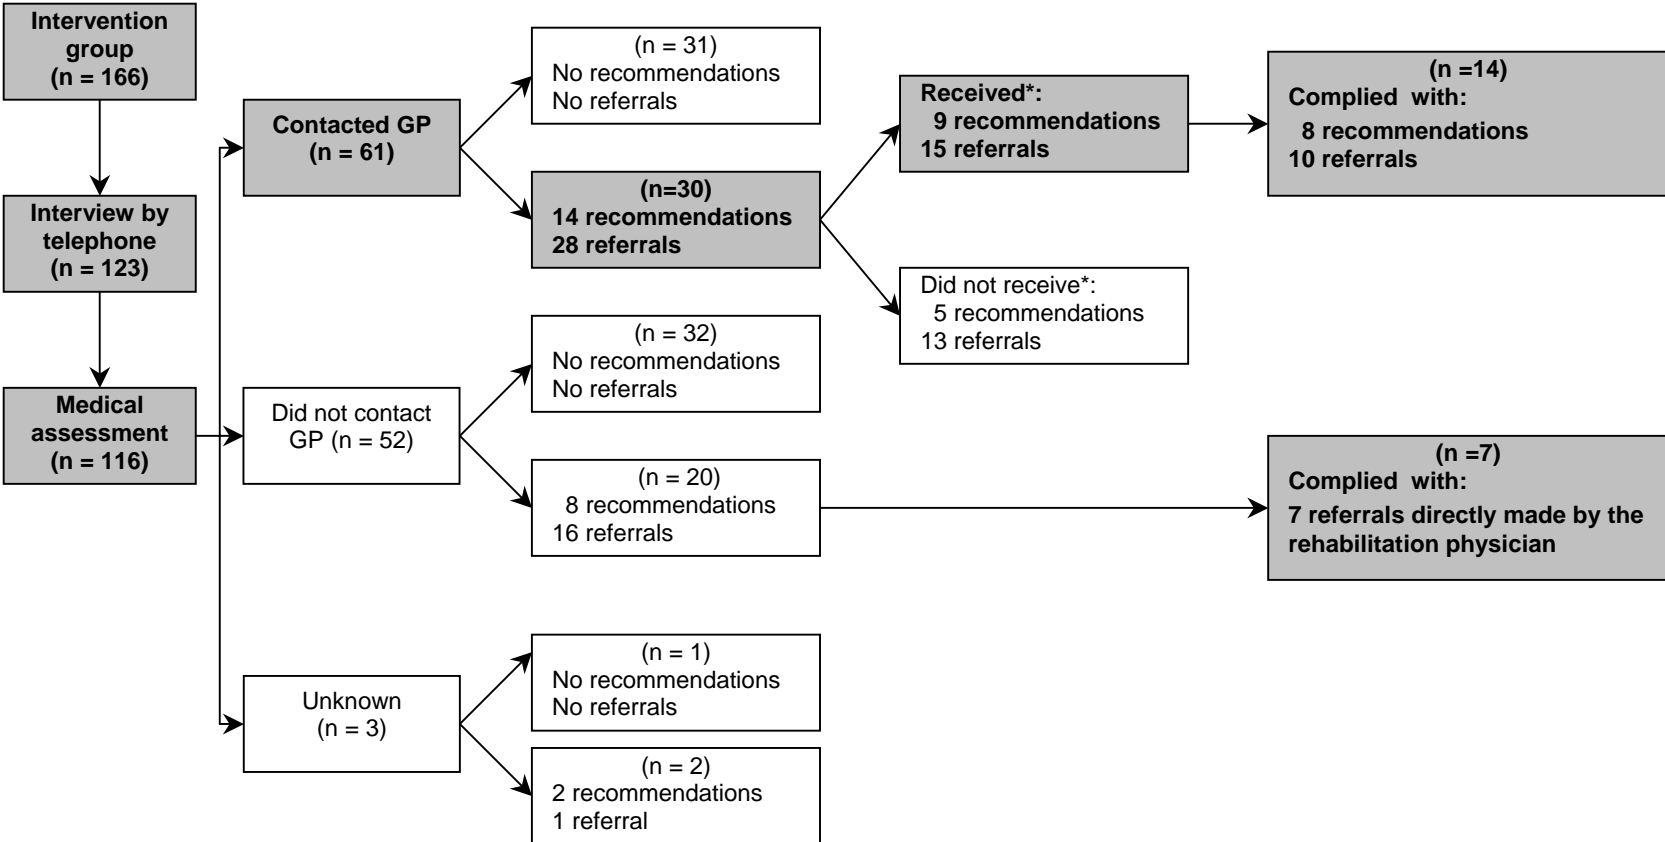 Intervention
group
(n = 166)
Interview by
telephone
(n = 123)
Medical
assessment
(n = 116)
Contacted GP
(n = 61)
Did not contact
GP (n = 52)
Unknown
(n = 3)
(n = 31)
No recommendations
No referrals
(n=30)
14 recommendations
28 referrals
(n = 32)
No recommendations
No referrals
(n = 20)
8 recommendations
16 referrals
(n = 1)
No recommendations
No referrals
(n = 2)
2 recommendations
1 referral
Received*:
9 recommendations
15 referrals
Did not receive*:
5 recommendations
13 referrals
(n =14)
Complied with:
8 recommendations
10 referrals
(n =7)
Complied with:
7 referrals directly made by the
rehabilitation physician